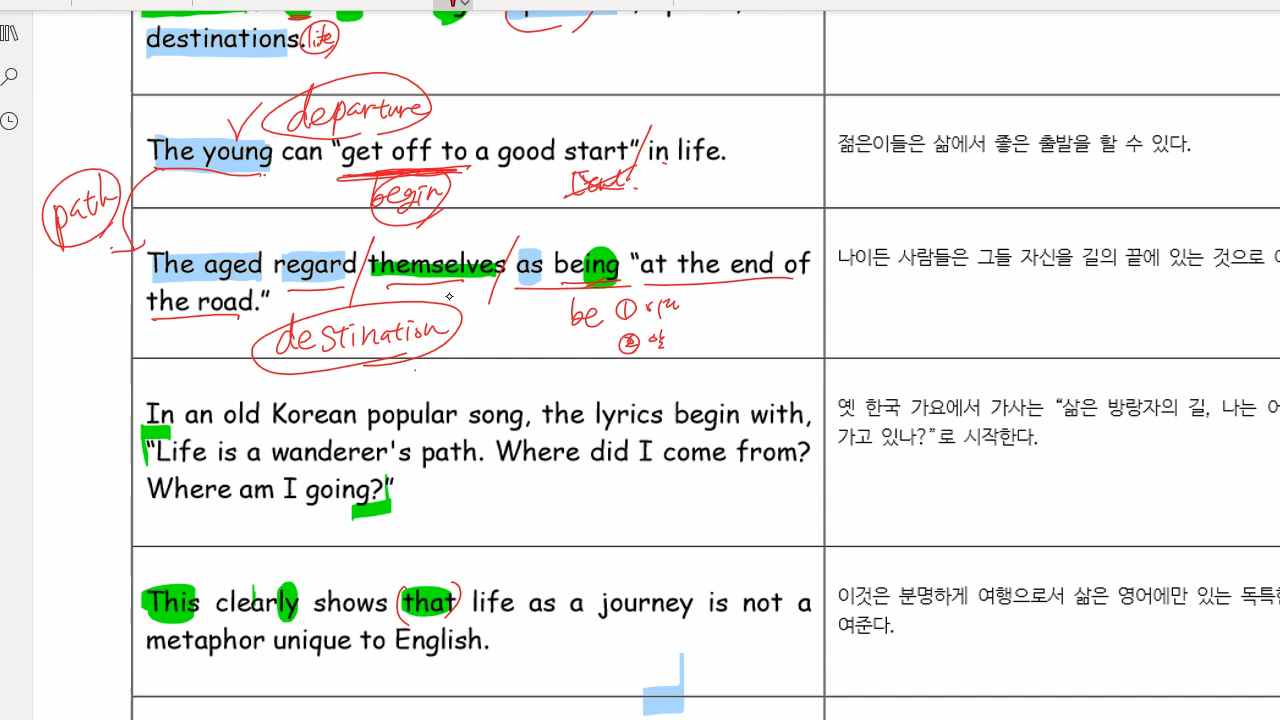 destinations.
life
departure
The young can “get off to a good start” in life.
젊은이들은 삶에서 좋은 출발을 할 수 있다.
begin
path
The aged regard themselves as being “at the end of
the road.”
나이든 사람들은 그들 자신을 길의 끝에 있는 것으로
be ①
②
destination
In an old Korean popular song, the lyrics begin with,
“Life is a wanderer's path. Where did I come from?
Where am I going?”
옛 한국 가요에서 가사는 “삶은 방랑자의 길, 나는
가고 있나?”로 시작한다.
This clearly shows that life as a journey is not a
metaphor unique to English.
이것은 분명하게 여행으로서 삶은 영어에만 있는
여준다.